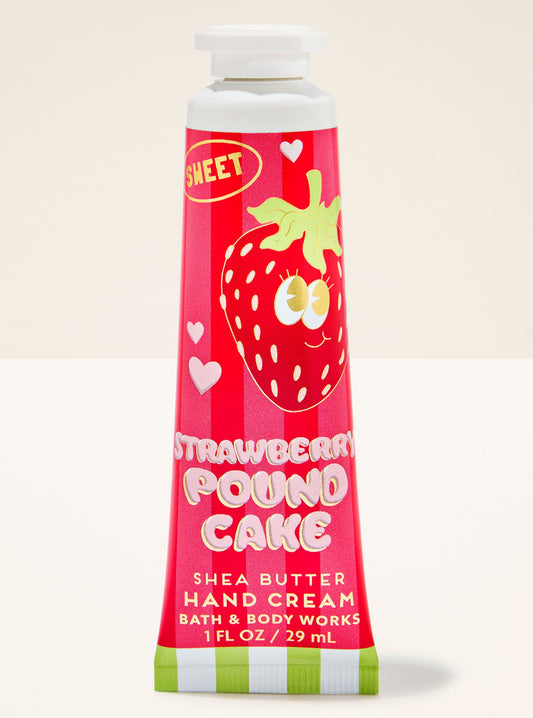 SWEET
STRAWBERRY
POUND
CAKE
SHEA BUTTER
HAND CREAM
BATH & BODY WORKS
1 FL OZ / 29 mL